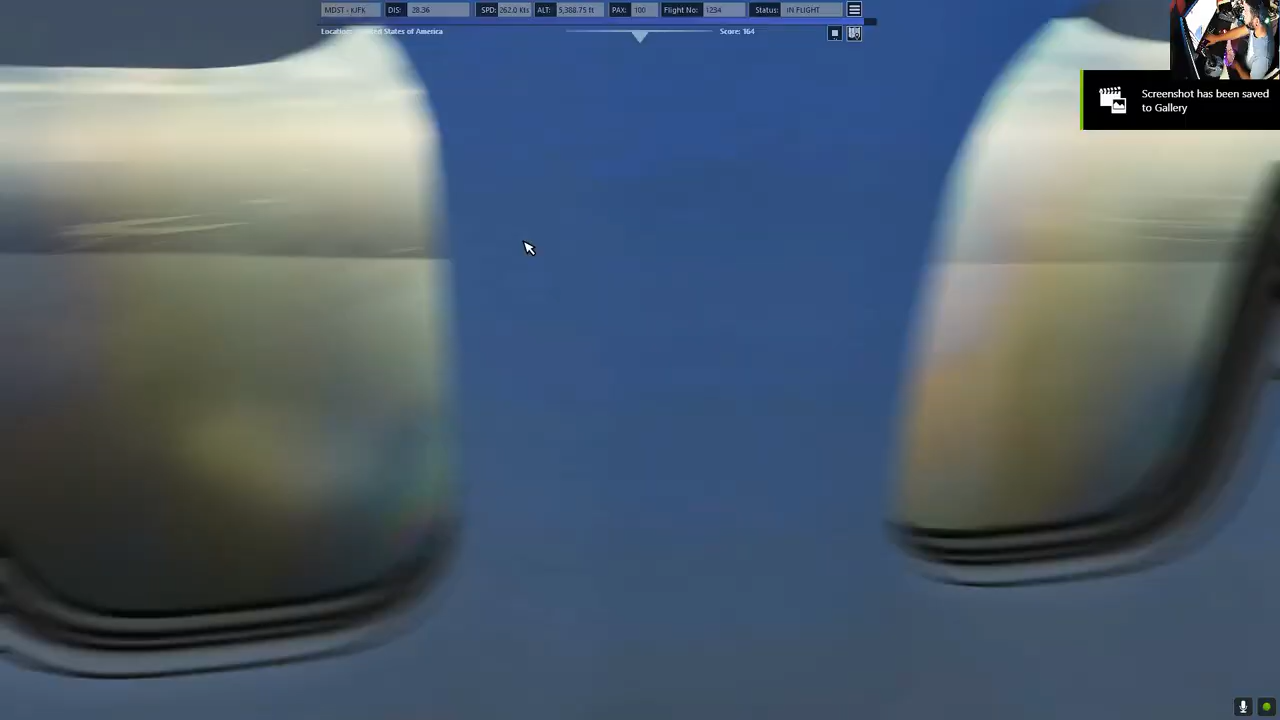 MDST - KJFK DIS: 28.36 SPD: 262.0 Kts ALT: 5,388.75 ft PAX: 100 Flight No: 1234 Status: IN FLIGHT
Location: States of America Score: 164
Screenshot has been saved
to Gallery